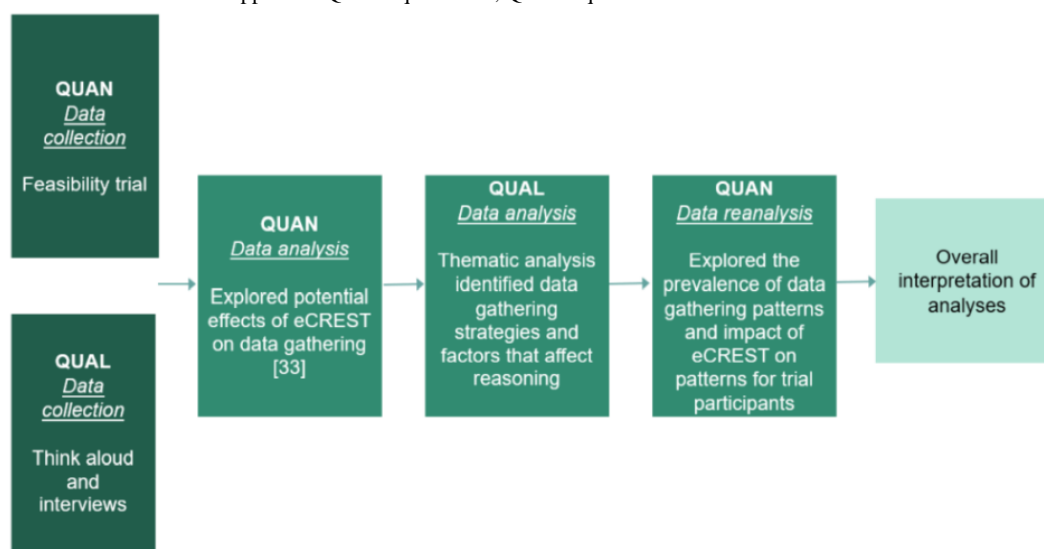 QUAN
Data
collection
Feasibility trial
QUAL
Data
collection
Think aloud
and
interviews
QUAN
Data analysis
Explored potential
effects of eCREST
on data gathering
[33]
QUAL
Data analysis
Thematic analysis
identified data
gathering
strategies and
factors that affect
reasoning
QUAN
Data reanalysis
Explored the
prevalence of data
gathering patterns
and impact of
eCREST on
patterns for trial
participants
Overall
interpretation of
analyses